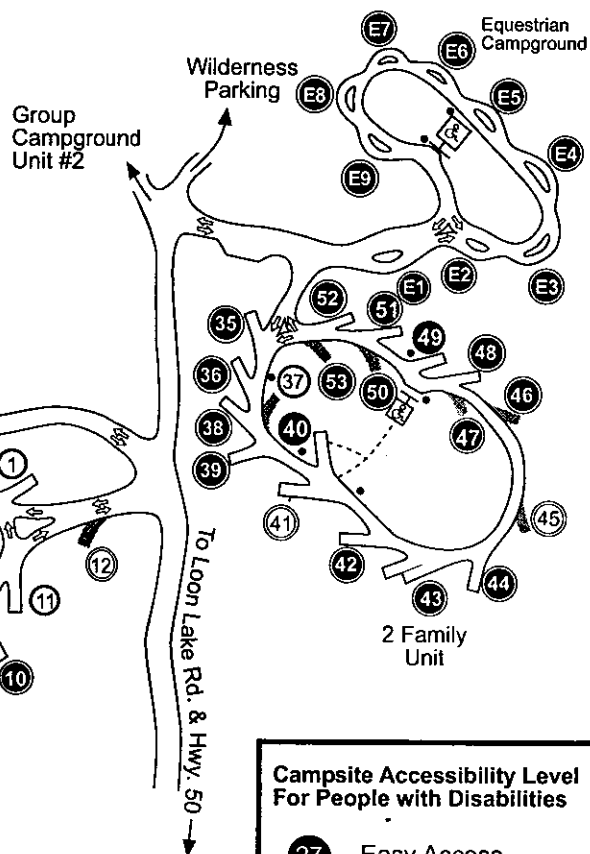 E7
E6
Equestrian
Campground
Wilderness
Parking
E8
E5
Group
Campground
Unit #2
E4
E9
E1
E2
E3
52
51
35
49
48
36
37
53
50
46
38
40
47
39
1
41
45
12
42
44
11
43
2 Family
Unit
10
To Loon Lake Rd. & Hwy. 50
Campsite Accessibility Level
For People with Disabilities
27 Easy Access